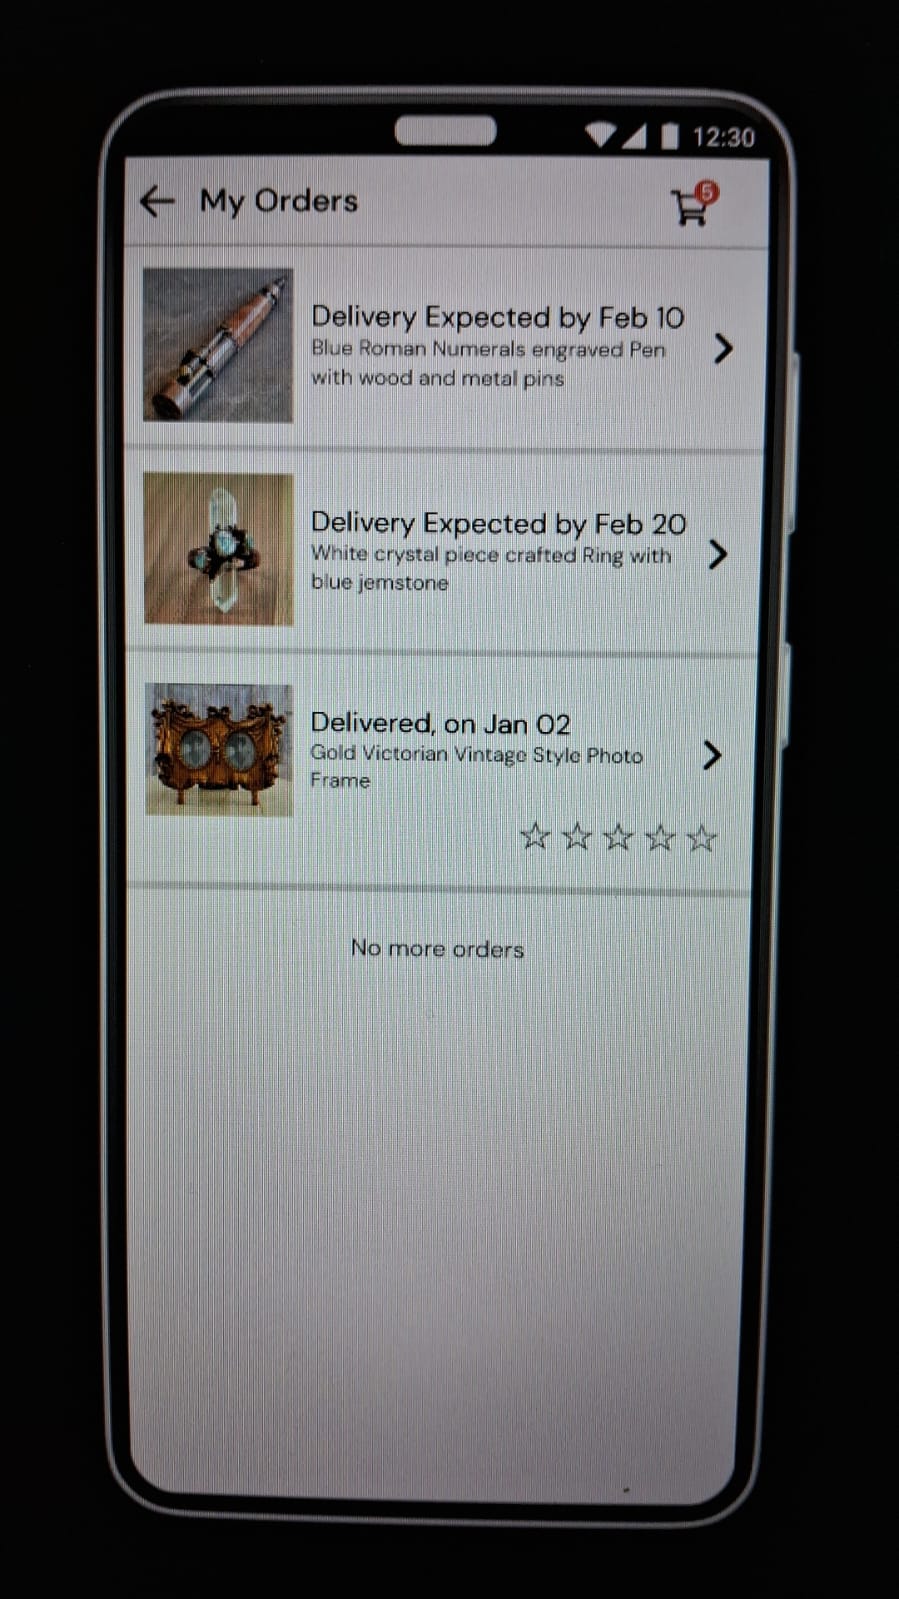 12:30
My Orders
5
Delivery Expected by Feb 10
Blue Roman Numerals engraved Pen
with wood and metal pins
Delivery Expected by Feb 20
White crystal piece crafted Ring with
blue jemstone
Delivered, on Jan 02
Gold Victorian Vintage Style Photo
Frame
No more orders